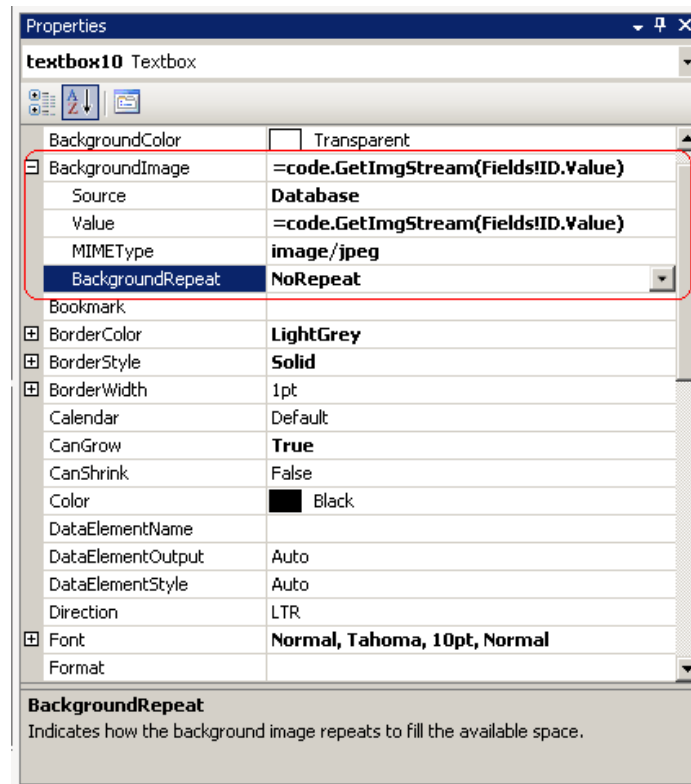 Properties
textbox10 Textbox
BackgroundColor Transparent
BackgroundImage =code.GetImgStream(Fields!ID.Value)
Source Database
Value =code.GetImgStream(Fields!ID.Value)
MIMEType image/jpeg
BackgroundRepeat NoRepeat
Bookmark
BorderColor LightGrey
BorderStyle Solid
BorderWidth 1pt
Calendar Default
CanGrow True
CanShrink False
Color Black
DataElementName
DataElementOutput Auto
DataElementStyle Auto
Direction LTR
Font Normal, Tahoma, 10pt, Normal
Format
BackgroundRepeat
Indicates how the background image repeats to fill the available space.